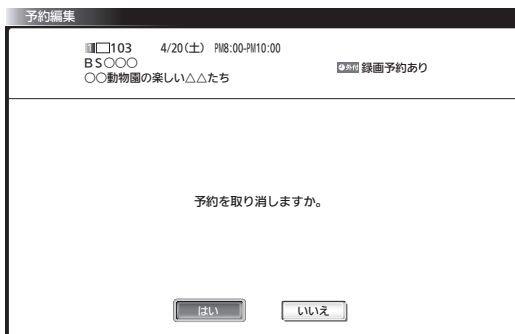 予約編集
103 4/20(土) PM8:00-PM10:00
BS○○○
録画予約あり
○○動物園の楽しい△△たち
予約を取り消しますか。
はい いいえ